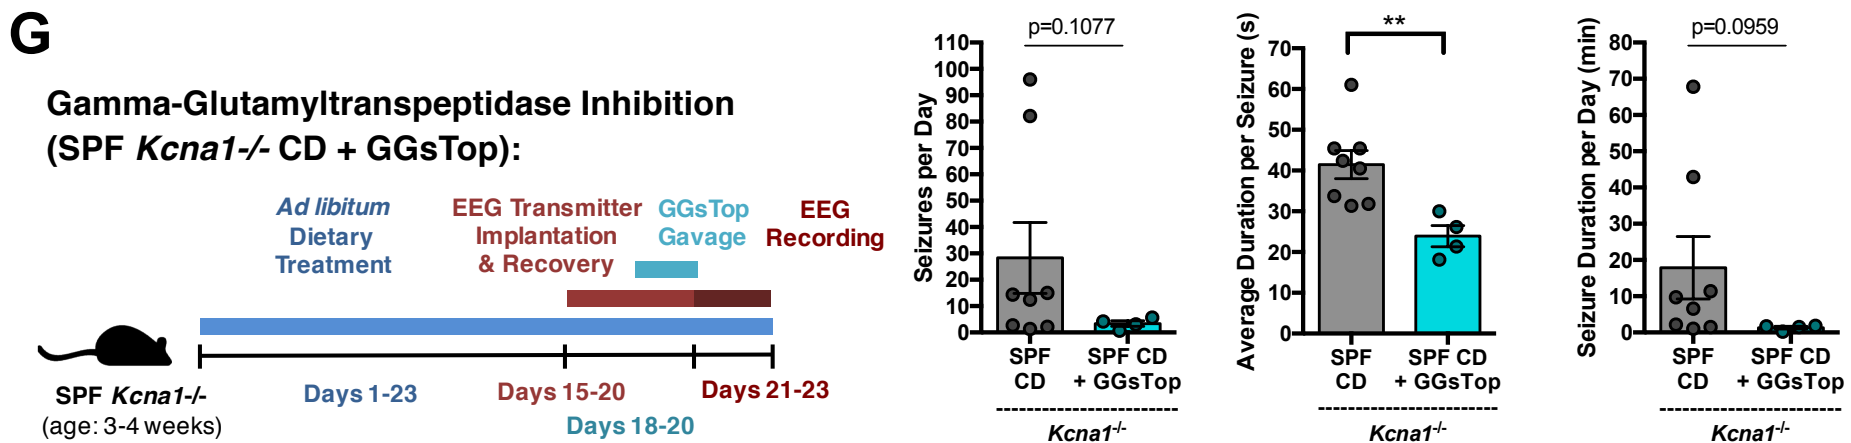 G
Gamma-Glutamyltranspeptidase Inhibition
(SPF Kcna1-/- CD + GGsTop):
Ad libitum
Dietary
Treatment
EEG Transmitter
Implantation
& Recovery
GGsTop
Gavage
EEG
Recording
SPF Kcna1-/-
(age: 3-4 weeks)
Days 1-23
Days 15-20
Days 18-20
Days 21-23
Seizures per Day
110
100
90
80
70
60
50
40
30
20
10
0
p=0.1077
SPF
CD
SPF CD
+ GGsTop
Kcna1-/-
Average Duration per Seizure (s)
70
60
50
40
30
20
10
0
**
SPF
CD
SPF CD
+ GGsTop
Kcna1-/-
Seizure Duration per Day (min)
80
70
60
50
40
30
20
10
0
p=0.0959
SPF
CD
SPF CD
+ GGsTop
Kcna1-/-